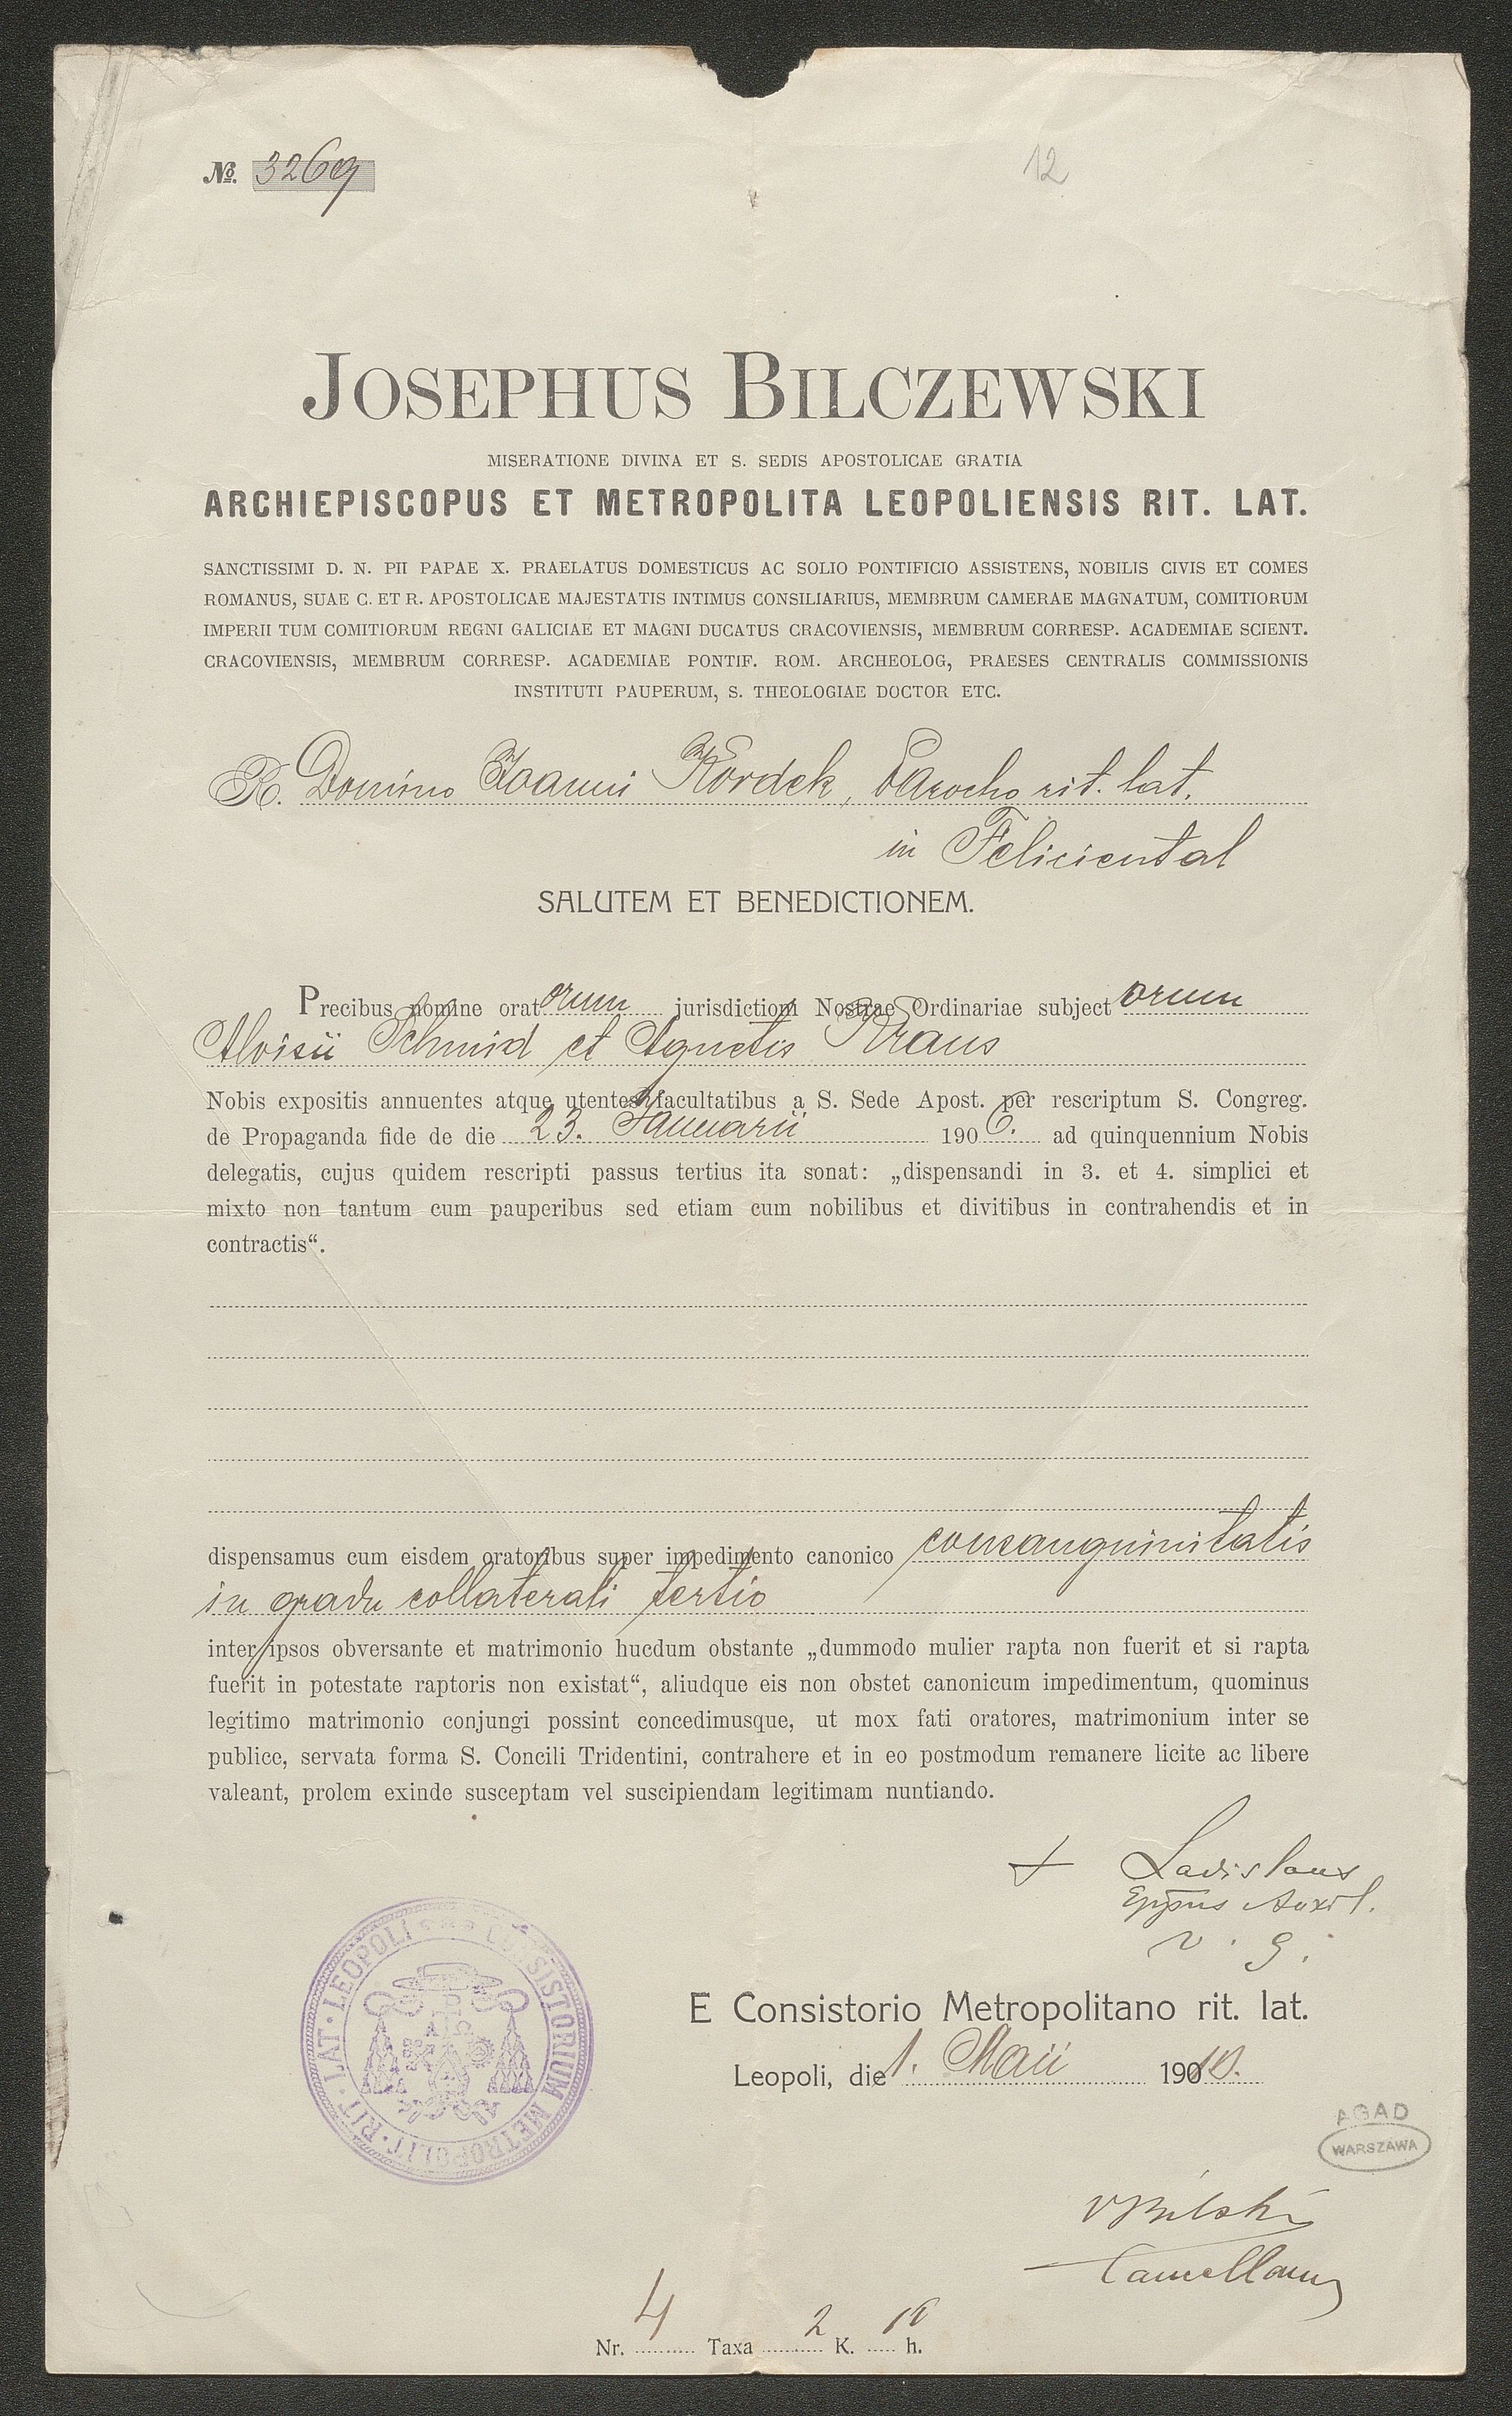 №. 3269
12
JOSEPHUS BILCZEWSKI
MISERATIONE DIVINA ET S. SEDIS APOSTOLICAE GRATIA
ARCHIEPISCOPUS ET METROPOLITA LEOPOLIENSIS RIT. LAT.
SANCTISSIMI D. N. PII PAPAE X. PRAELATUS DOMESTICUS AC SOLIO PONTIFICIO ASSISTENS, NOBILIS CIVIS ET COMES
ROMANUS, SUAE C. ET R. APOSTOLICAE MAJESTATIS INTIMUS CONSILIARIUS, MEMBRUM CAMERAE MAGNATUM, COMITIORUM
IMPERII TUM COMITIORUM REGNI GALICIAE ET MAGNI DUCATUS CRACOVIENSIS, MEMBRUM CORRESP. ACADEMIAE SCIENT.
CRACOVIENSIS, MEMBRUM CORRESP. ACADEMIAE PONTIF. ROM. ARCHEOLOG, PRAESES CENTRALIS COMMISSIONIS
INSTITUTI PAUPERUM, S. THEOLOGIAE DOCTOR ETC.
R. Domino Joanni Kordek, Parocho rit. lat.
in Feliciental
SALUTEM ET BENEDICTIONEM.
Precibus nomine oratorum jurisdictioni Nostrae Ordinariae subjectorum
Aloisii Schmid et Agnetis Kraus
Nobis expositis annuentes atque utentes facultatibus a S. Sede Apost. per rescriptum S. Congreg.
de Propaganda fide de die 23. Januarii 1906. ad quinquennium Nobis
delegatis, cujus quidem rescripti passus tertius ita sonat: „dispensandi in 3. et 4. simplici et
mixto non tantum cum pauperibus sed etiam cum nobilibus et divitibus in contrahendis et in
contractis“.
dispensamus cum eisdem oratoribus super impedimento canonico consanguinitatis
in gradu collaterali tertio
inter ipsos obversante et matrimonio hucdum obstante „dummodo mulier rapta non fuerit et si rapta
fuerit in potestate raptoris non existat“, aliudque eis non obstet canonicum impedimentum, quominus
legitimo matrimonio conjungi possint concedimusque, ut mox fati oratores, matrimonium inter se
publice, servata forma S. Concili Tridentini, contrahere et in eo postmodum remanere licite ac libere
valeant, prolem exinde susceptam vel suscipiendam legitimam nuntiando.
+ Ladislaus
Eppus Auxil.
v. g.
CONSISTORIUM METROPOLIT · RIT · LAT · LEOPOLI
E Consistorio Metropolitano rit. lat.
Leopoli, die 1. Maii 1910.
AGAD
WARSZAWA
Bilski
Cancellarius
Nr. 4 Taxa 2 K. 10 h.